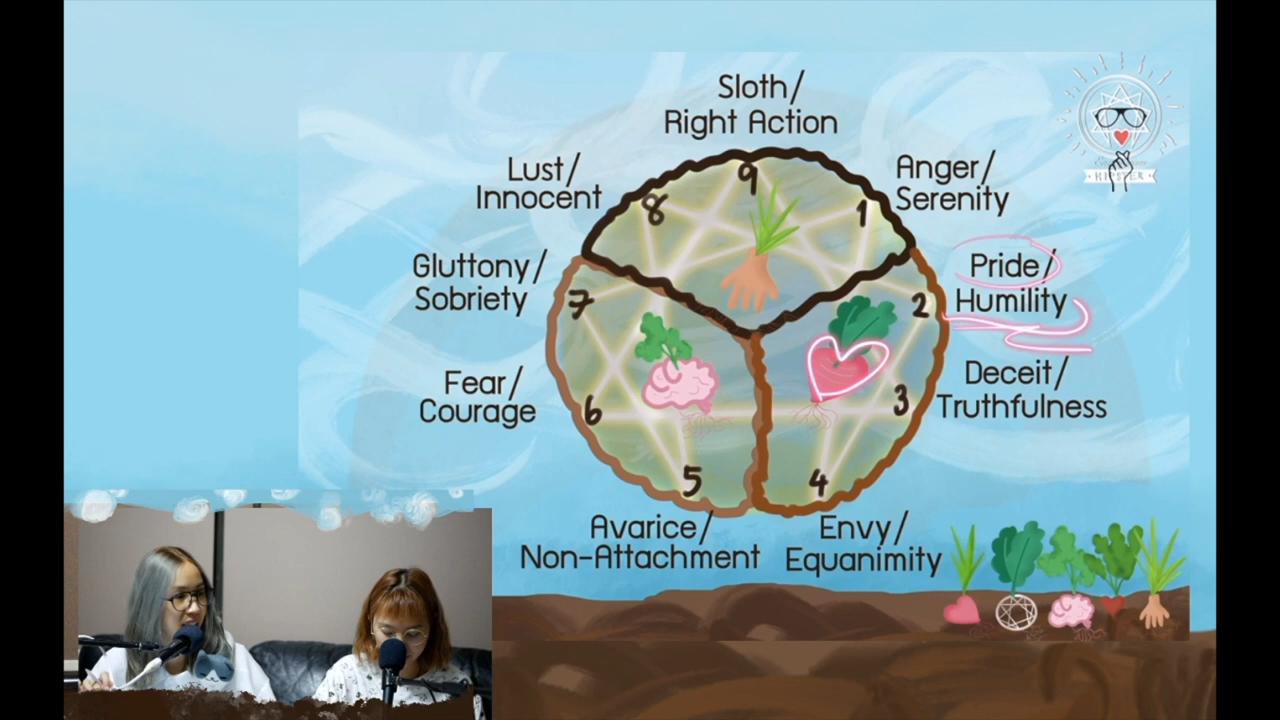 Sloth/
Right Action
Lust/
Innocent
9
Anger/
Serenity
8
1
Gluttony/
Sobriety
Pride/
Humility
7
2
Fear/
Courage
Deceit/
Truthfulness
6
3
5
4
Avarice/
Non-Attachment
Envy/
Equanimity
HIPSTER